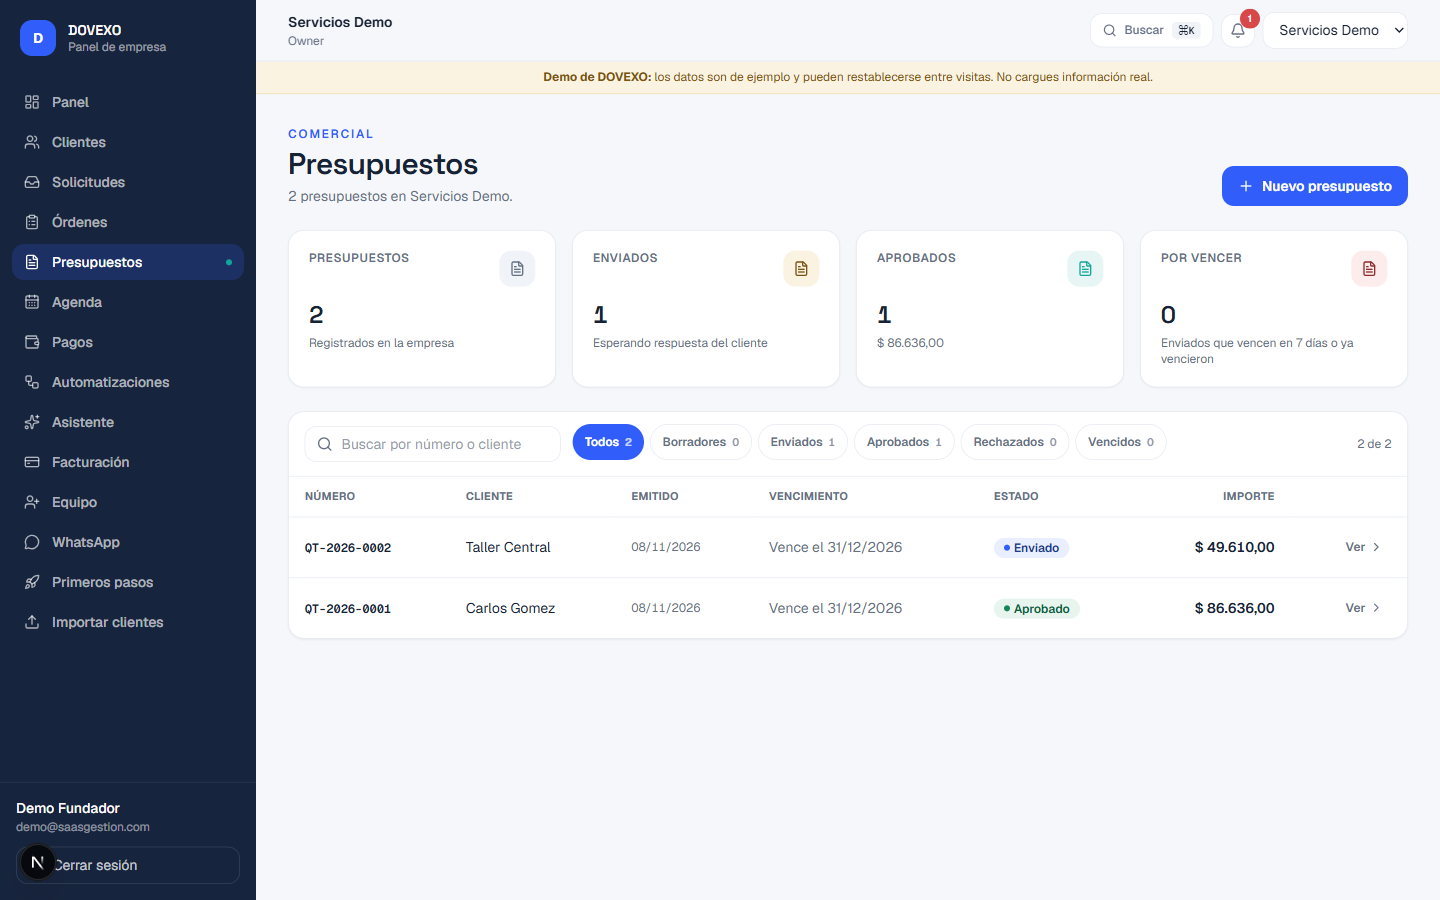 D
DOVEXO
Panel de empresa
Panel
Clientes
Solicitudes
Órdenes
Presupuestos
Agenda
Pagos
Automatizaciones
Asistente
Facturación
Equipo
WhatsApp
Primeros pasos
Importar clientes
Demo Fundador
demo@saasgestion.com
N
Cerrar sesión
Servicios Demo
Owner
Buscar ⌘K
1
Servicios Demo
Demo de DOVEXO: los datos son de ejemplo y pueden restablecerse entre visitas. No cargues información real.
COMERCIAL
Presupuestos
2 presupuestos en Servicios Demo.
+ Nuevo presupuesto
PRESUPUESTOS
2
Registrados en la empresa
ENVIADOS
1
Esperando respuesta del cliente
APROBADOS
1
$ 86.636,00
POR VENCER
0
Enviados que vencen en 7 días o ya
vencieron
Buscar por número o cliente
Todos 2
Borradores 0
Enviados 1
Aprobados 1
Rechazados 0
Vencidos 0
2 de 2
NÚMERO CLIENTE EMITIDO VENCIMIENTO ESTADO IMPORTE
QT-2026-0002 Taller Central 08/11/2026 Vence el 31/12/2026 Enviado $ 49.610,00 Ver
QT-2026-0001 Carlos Gomez 08/11/2026 Vence el 31/12/2026 Aprobado $ 86.636,00 Ver